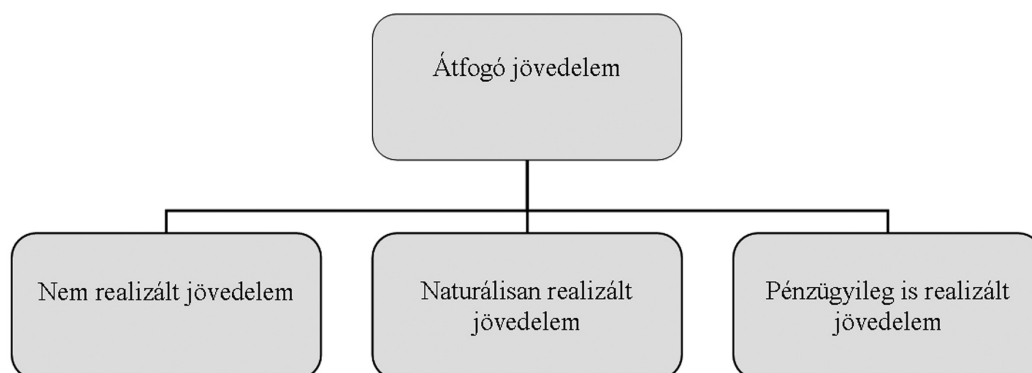 Átfogó jövedelem
Nem realizált jövedelem
Naturálisan realizált
jövedelem
Pénzügyileg is realizált
jövedelem